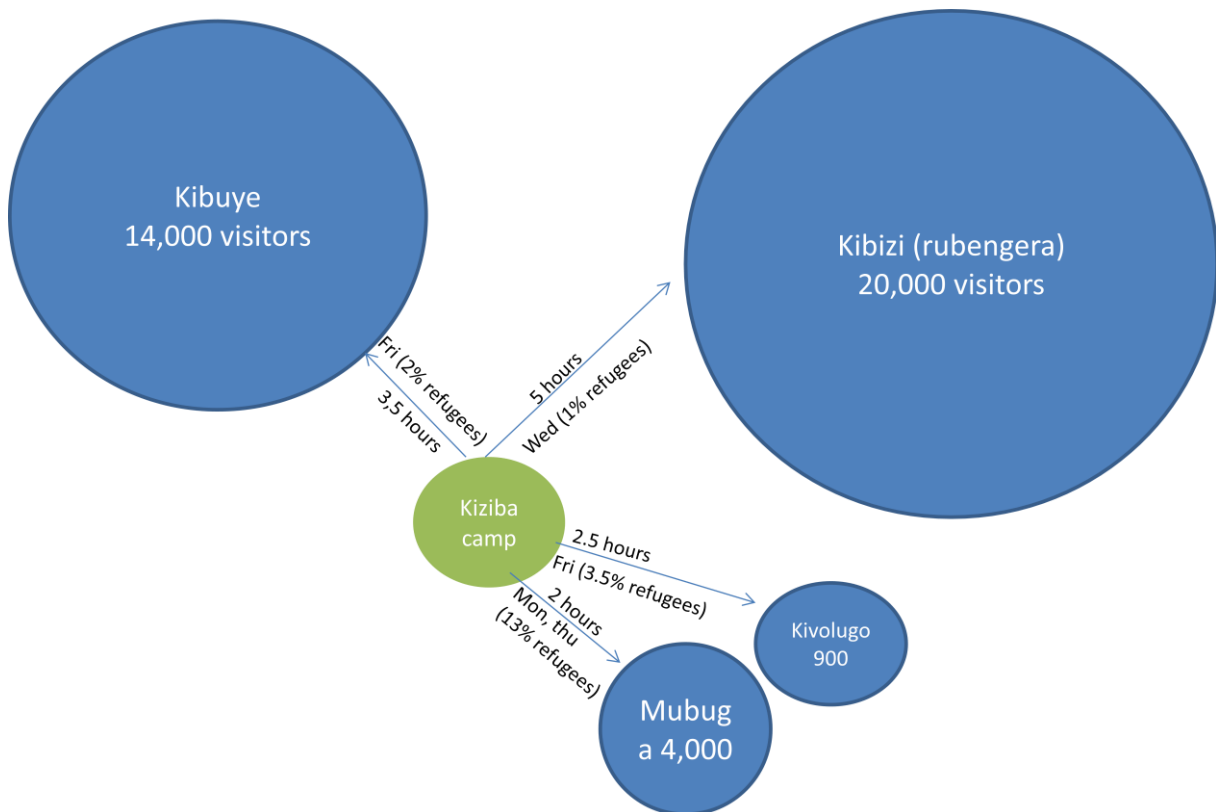 Kibuye
14,000 visitors
Kibizi (rubengera)
20,000 visitors
Fri (2% refugees)
3,5 hours
5 hours
Wed (1% refugees)
Kiziba
camp
2.5 hours
Fri (3.5% refugees)
2 hours
Mon, thu
(13% refugees)
Kivolugo
900
Mubug
a 4,000